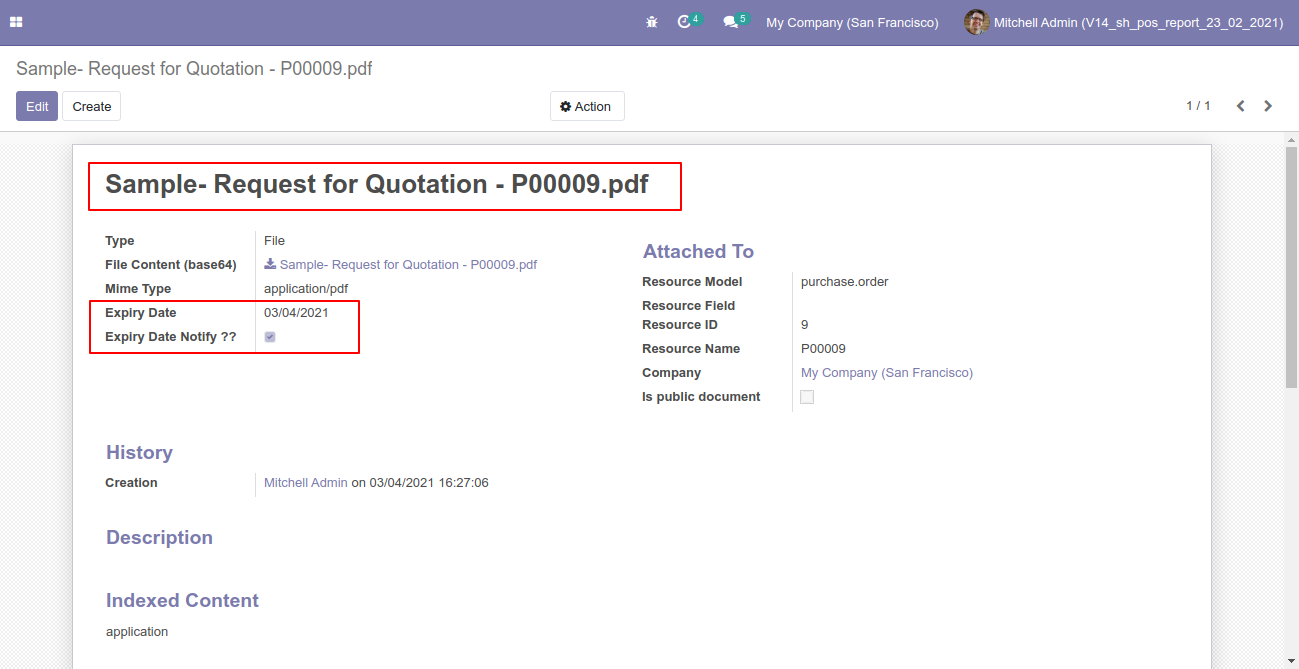 4 5 My Company (San Francisco) Mitchell Admin (V14_sh_pos_report_23_02_2021)
Sample- Request for Quotation - P00009.pdf
Edit Create Action 1 / 1
Sample- Request for Quotation - P00009.pdf
Type File
File Content (base64) Sample- Request for Quotation - P00009.pdf
Mime Type application/pdf
Expiry Date 03/04/2021
Expiry Date Notify ??
Attached To
Resource Model purchase.order
Resource Field
Resource ID 9
Resource Name P00009
Company My Company (San Francisco)
Is public document
History
Creation Mitchell Admin on 03/04/2021 16:27:06
Description
Indexed Content
application